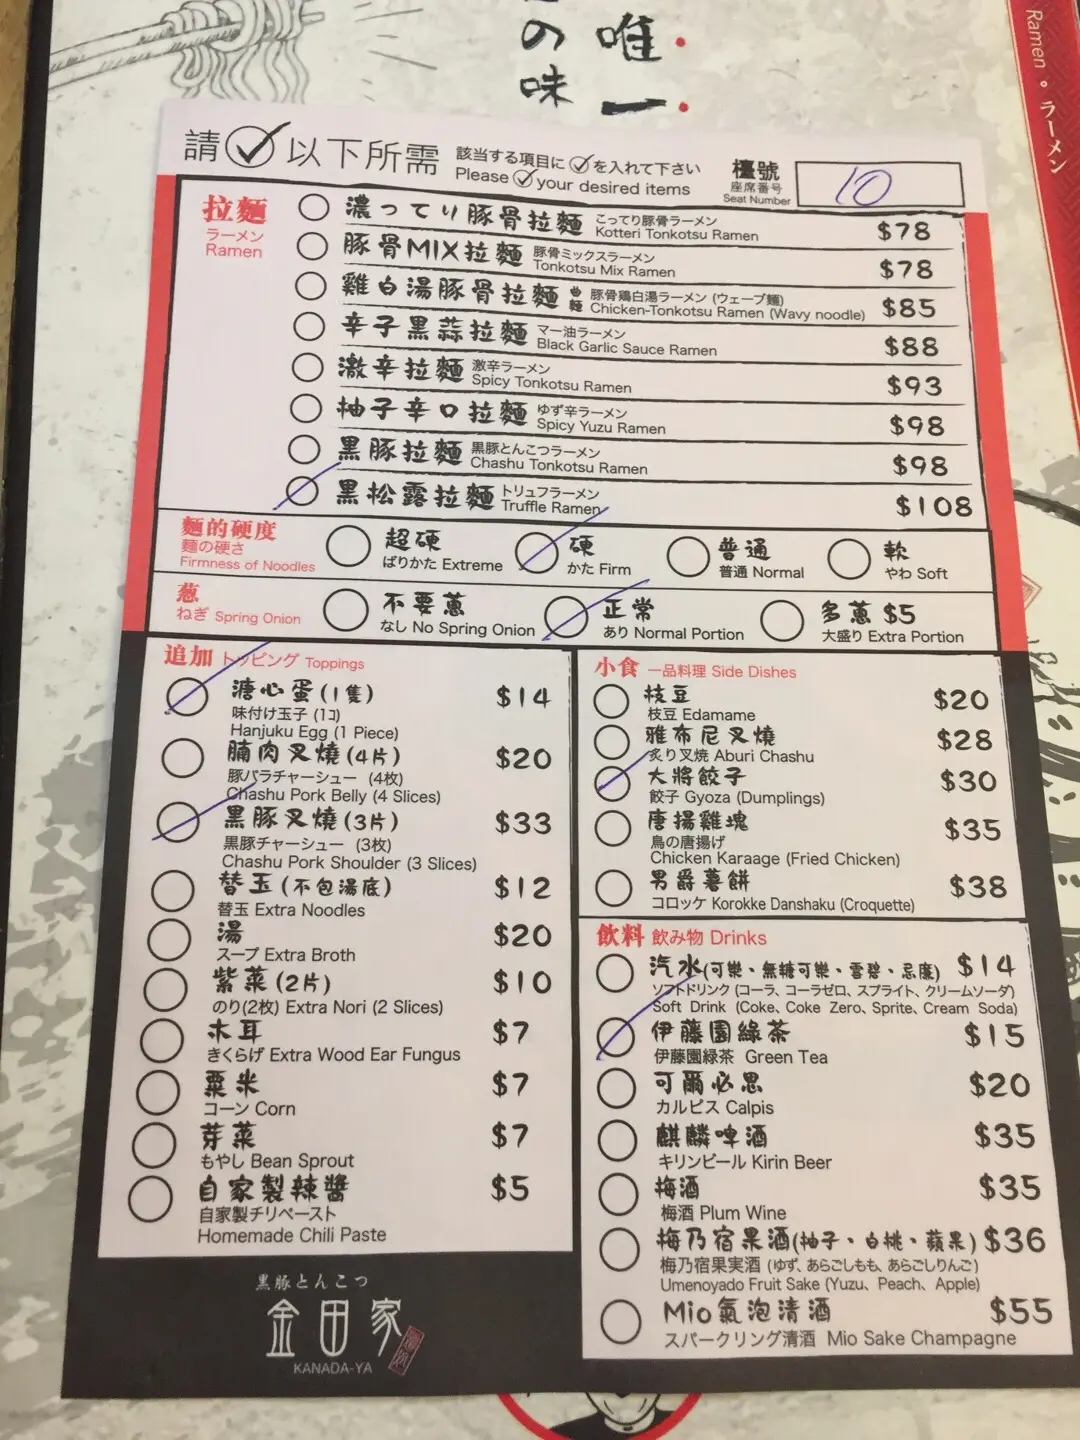 の 唯
味 一
Ramen。ラーメン
請 以下所需
該当する項目に を入れて下さい
Please your desired items
檯號
座席番号
Seat Number
10
拉麵
ラーメン
Ramen
濃ってり豚骨拉麵 こってり豚骨ラーメン Kotteri Tonkotsu Ramen $78
豚骨MIX拉麵 豚骨ミックスラーメン Tonkotsu Mix Ramen $78
雞白湯豚骨拉麵 曲麵 豚骨鶏白湯ラーメン (ウェーブ麺) Chicken-Tonkotsu Ramen (Wavy noodle) $85
辛子黒蒜拉麵 マー油ラーメン Black Garlic Sauce Ramen $88
激辛拉麵 激辛ラーメン Spicy Tonkotsu Ramen $93
柚子辛口拉麵 ゆず辛ラーメン Spicy Yuzu Ramen $98
黒豚拉麵 黒豚とんこつラーメン Chashu Tonkotsu Ramen $98
黒松露拉麵 トリュフラーメン Truffle Ramen $108
麵的硬度
麺の硬さ
Firmness of Noodles
超硬 ばりかた Extreme
硬 かた Firm
普通 普通 Normal
軟 やわ Soft
葱
ねぎ Spring Onion
不要蔥 なし No Spring Onion
正常 あり Normal Portion
多蔥 $5 大盛り Extra Portion
追加 トッピング Toppings
溏心蛋(1隻) $14
味付け玉子 (1コ)
Hanjuku Egg (1 Piece)
腩肉叉燒(4片) $20
豚バラチャーシュー (4枚)
Chashu Pork Belly (4 Slices)
黒豚叉燒(3片) $33
黒豚チャーシュー (3枚)
Chashu Pork Shoulder (3 Slices)
替玉(不包湯底) $12
替玉 Extra Noodles
湯 $20
スープ Extra Broth
紫菜(2片) $10
のり(2枚) Extra Nori (2 Slices)
木耳 $7
きくらげ Extra Wood Ear Fungus
粟米 $7
コーン Corn
芽菜 $7
もやし Bean Sprout
自家製辣醬 $5
自家製チリペースト
Homemade Chili Paste
小食 一品料理 Side Dishes
枝豆 $20
枝豆 Edamame
雅布尼叉燒 $28
炙り叉焼 Aburi Chashu
大將餃子 $30
餃子 Gyoza (Dumplings)
唐揚雞塊 $35
鳥の唐揚げ
Chicken Karaage (Fried Chicken)
男爵薯餅 $38
コロッケ Korokke Danshaku (Croquette)
飲料 飲み物 Drinks
汽水(可樂、無糖可樂、雪碧、忌廉) $14
ソフトドリンク (コーラ、コーラゼロ、スプライト、クリームソーダ)
Soft Drink (Coke、Coke Zero、Sprite、Cream Soda)
伊藤園綠茶 $15
伊藤園緑茶 Green Tea
可爾必思 $20
カルピス Calpis
麒麟啤酒 $35
キリンビール Kirin Beer
梅酒 $35
梅酒 Plum Wine
梅乃宿果酒(柚子、白桃、蘋果) $36
梅乃宿果実酒 (ゆず、あらごしもも、あらごしりんご)
Umenoyado Fruit Sake (Yuzu, Peach, Apple)
Mio氣泡清酒 $55
スパークリング清酒 Mio Sake Champagne
黒豚とんこつ
金田家
KANADA-YA